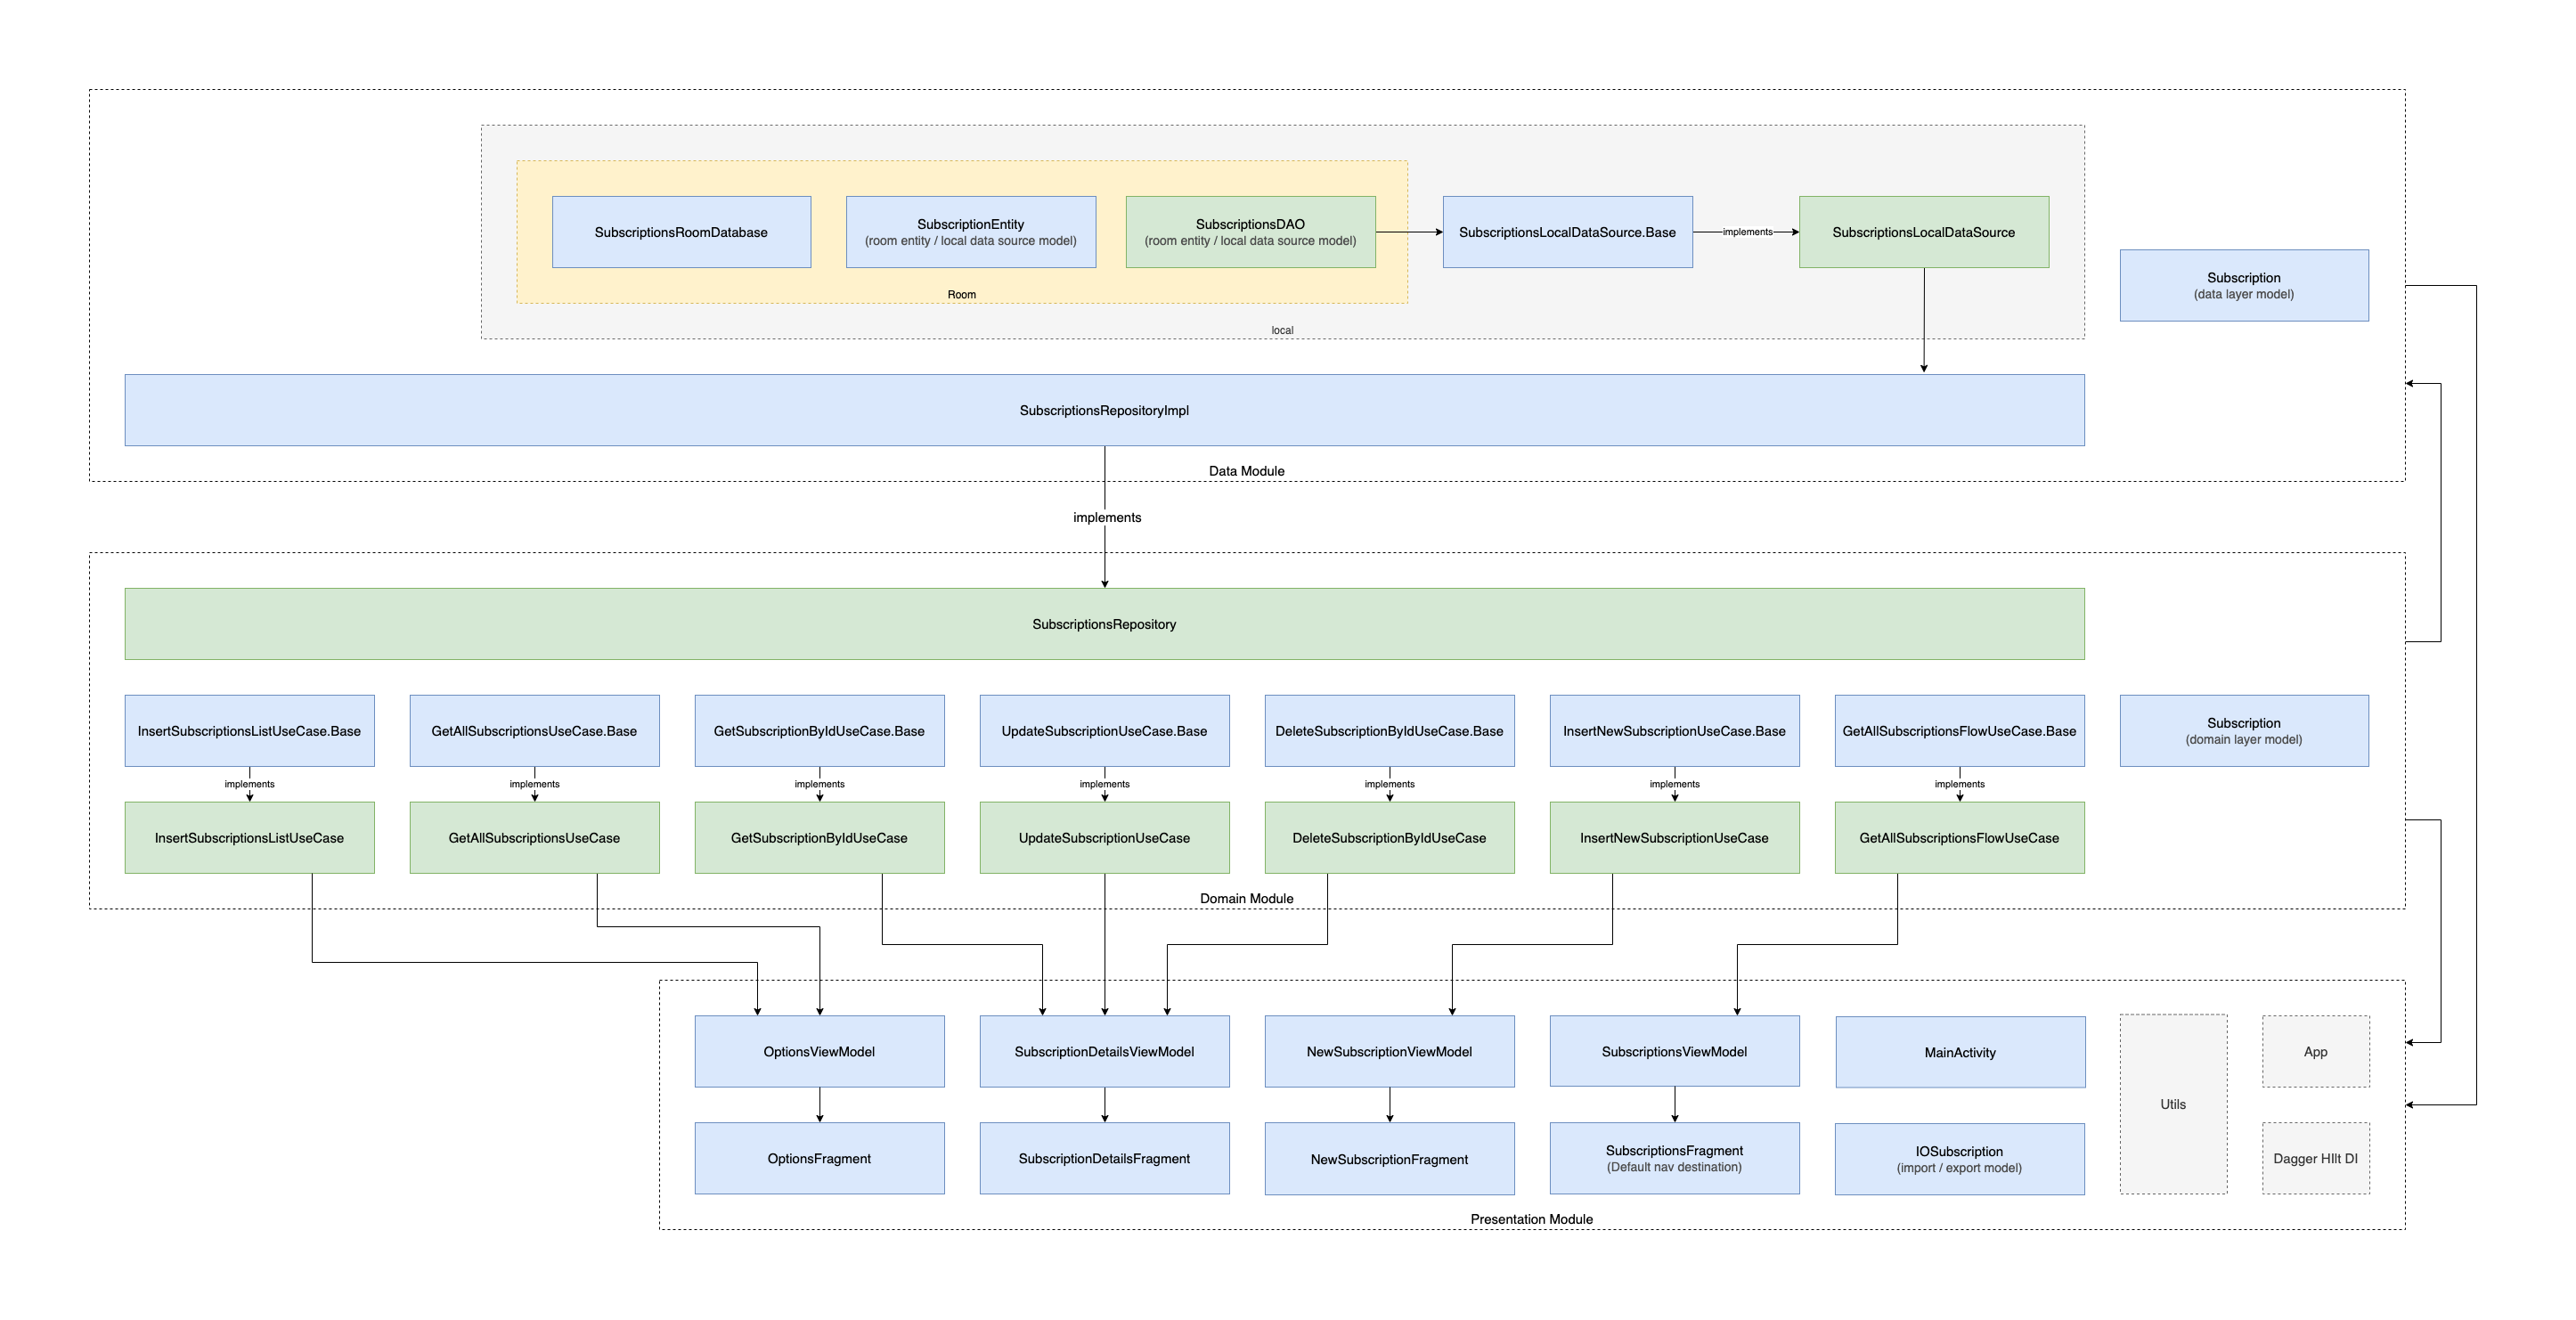 SubscriptionsRoomDatabase
SubscriptionEntity
(room entity / local data source model)
SubscriptionsDAO
(room entity / local data source model)
SubscriptionsLocalDataSource.Base
implements
SubscriptionsLocalDataSource
Room
local
Subscription
(data layer model)
SubscriptionsRepositoryImpl
Data Module
implements
SubscriptionsRepository
InsertSubscriptionsListUseCase.Base
GetAllSubscriptionsUseCase.Base
GetSubscriptionByIdUseCase.Base
UpdateSubscriptionUseCase.Base
DeleteSubscriptionByIdUseCase.Base
InsertNewSubscriptionUseCase.Base
GetAllSubscriptionsFlowUseCase.Base
Subscription
(domain layer model)
implements
implements
implements
implements
implements
implements
implements
InsertSubscriptionsListUseCase
GetAllSubscriptionsUseCase
GetSubscriptionByIdUseCase
UpdateSubscriptionUseCase
DeleteSubscriptionByIdUseCase
InsertNewSubscriptionUseCase
GetAllSubscriptionsFlowUseCase
Domain Module
OptionsViewModel
SubscriptionDetailsViewModel
NewSubscriptionViewModel
SubscriptionsViewModel
MainActivity
Utils
App
OptionsFragment
SubscriptionDetailsFragment
NewSubscriptionFragment
SubscriptionsFragment
(Default nav destination)
IOSubscription
(import / export model)
Dagger HIlt DI
Presentation Module